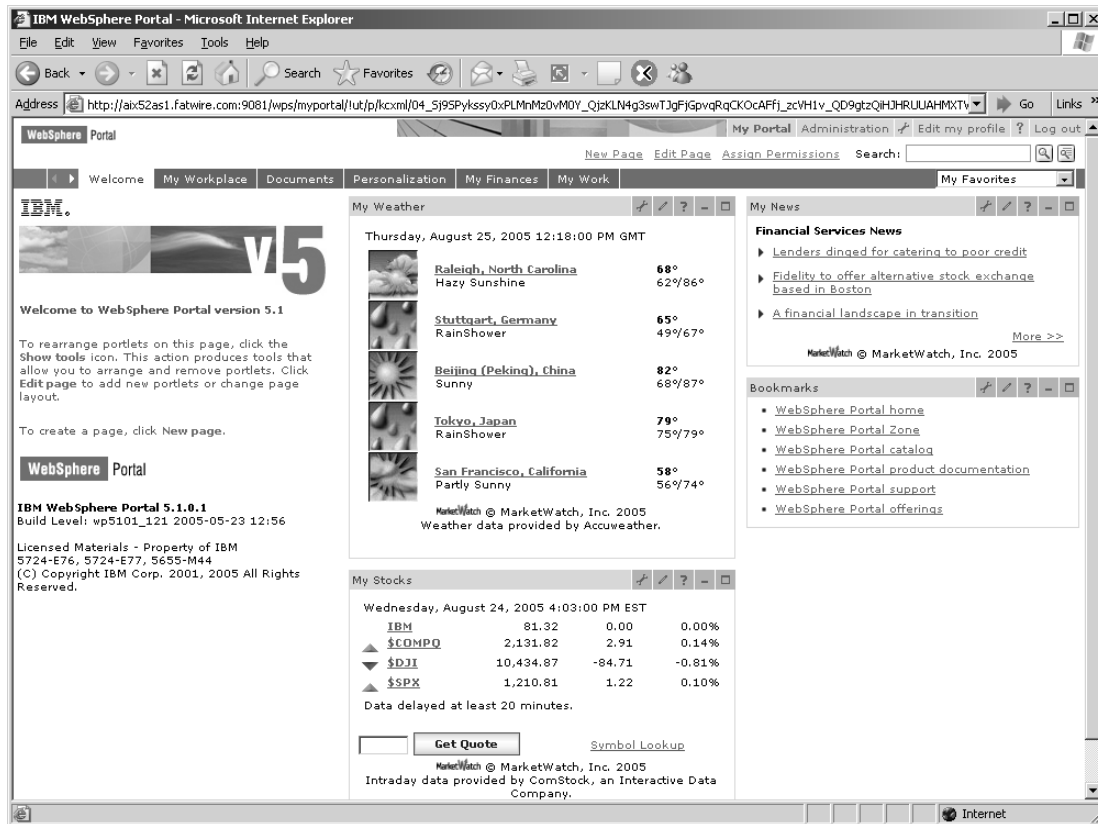 IBM WebSphere Portal - Microsoft Internet Explorer
File Edit View Favorites Tools Help
Back Search Favorites
Address http://aix52as1.fatwire.com:9081/wps/myportal/!ut/p/kcxml/04_Sj9SPykssy0xPLMnMz0vM0Y_QjzKLN4g3swTJgFjGpvqRqCKOcAFfj_zcVH1v_QD9gtzQiHJHRUUAHMXTV Go Links »
WebSphere Portal
My Portal Administration Edit my profile ? Log out
New Page Edit Page Assign Permissions Search:
Welcome My Workplace Documents Personalization My Finances My Work My Favorites
IBM.
v5
Welcome to WebSphere Portal version 5.1
To rearrange portlets on this page, click the
Show tools icon. This action produces tools that
allow you to arrange and remove portlets. Click
Edit page to add new portlets or change page
layout.
To create a page, click New page.
WebSphere Portal
IBM WebSphere Portal 5.1.0.1
Build Level: wp5101_121 2005-05-23 12:56
Licensed Materials - Property of IBM
5724-E76, 5724-E77, 5655-M44
(C) Copyright IBM Corp. 2001, 2005 All Rights
Reserved.
My Weather ?
Thursday, August 25, 2005 12:18:00 PM GMT
Raleigh, North Carolina 68°
Hazy Sunshine 62°/86°
Stuttgart, Germany 65°
RainShower 49°/67°
Beijing (Peking), China 82°
Sunny 68°/87°
Tokyo, Japan 79°
RainShower 75°/79°
San Francisco, California 58°
Partly Sunny 56°/74°
MarketWatch © MarketWatch, Inc. 2005
Weather data provided by Accuweather.
My Stocks ?
Wednesday, August 24, 2005 4:03:00 PM EST
IBM 81.32 0.00 0.00%
$COMPQ 2,131.82 2.91 0.14%
$DJI 10,434.87 -84.71 -0.81%
$SPX 1,210.81 1.22 0.10%
Data delayed at least 20 minutes.
Get Quote Symbol Lookup
MarketWatch © MarketWatch, Inc. 2005
Intraday data provided by ComStock, an Interactive Data
Company.
My News ?
Financial Services News
Lenders dinged for catering to poor credit
Fidelity to offer alternative stock exchange
based in Boston
A financial landscape in transition
More >>
MarketWatch © MarketWatch, Inc. 2005
Bookmarks ?
WebSphere Portal home
WebSphere Portal Zone
WebSphere Portal catalog
WebSphere Portal product documentation
WebSphere Portal support
WebSphere Portal offerings
Internet